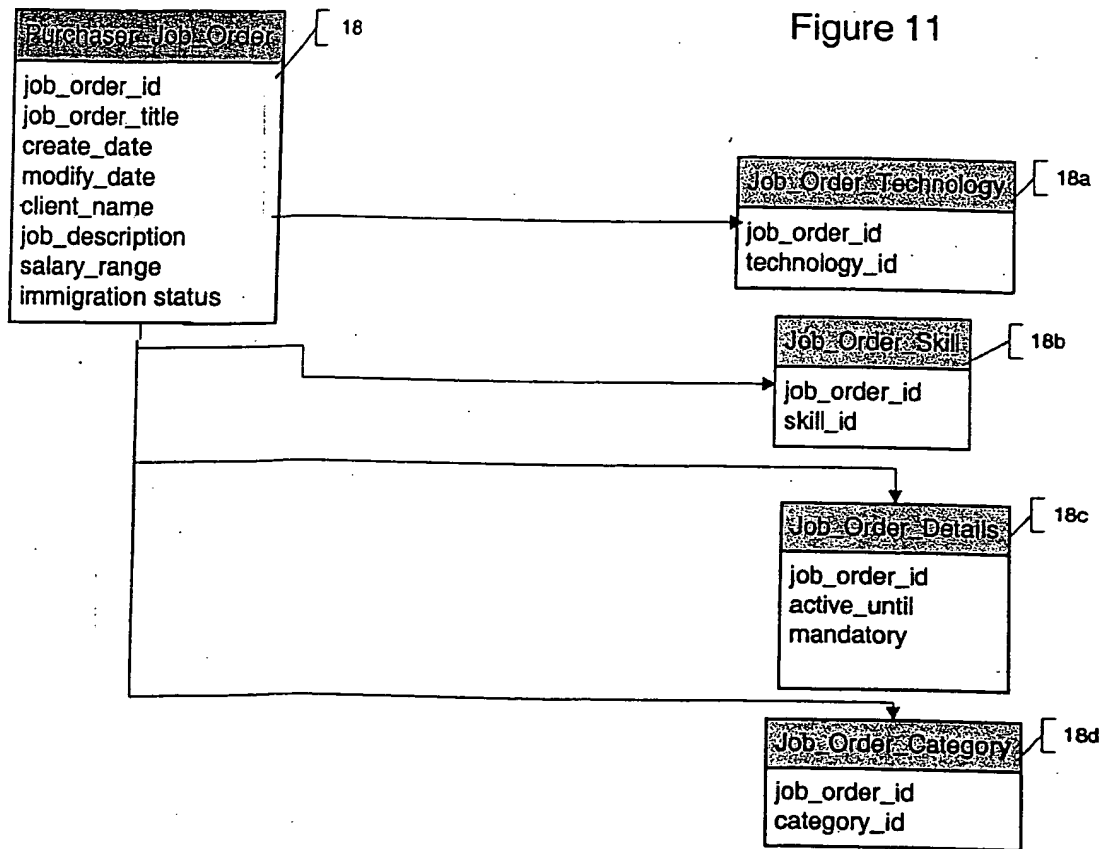 Figure 11
Purchaser_Job_Order
18
job_order_id
job_order_title
create_date
modify_date
client_name
job_description
salary_range
immigration status
Job_Order_Technology
18a
job_order_id
technology_id
Job_Order_Skill
18b
job_order_id
skill_id
Job_Order_Details
18c
job_order_id
active_until
mandatory
Job_Order_Category
18d
job_order_id
category_id